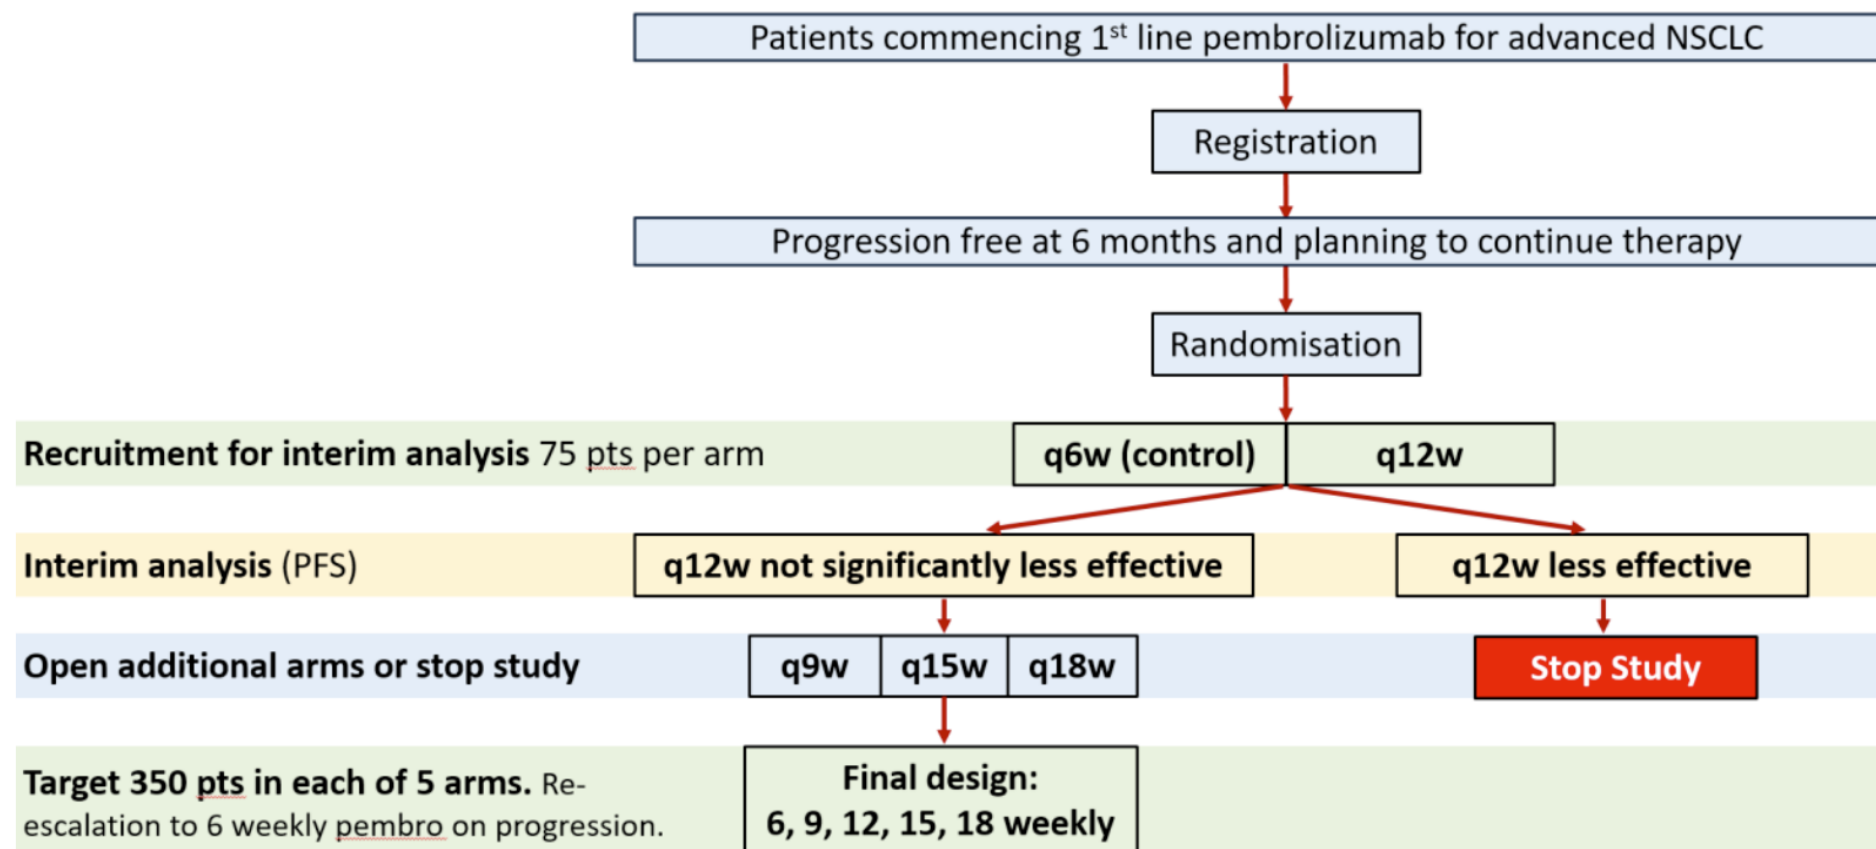 Patients commencing 1st line pembrolizumab for advanced NSCLC
Registration
Progression free at 6 months and planning to continue therapy
Randomisation
Recruitment for interim analysis 75 pts per arm
q6w (control)
q12w
Interim analysis (PFS)
q12w not significantly less effective
q12w less effective
Open additional arms or stop study
q9w
q15w
q18w
Stop Study
Target 350 pts in each of 5 arms. Re-
escalation to 6 weekly pembro on progression.
Final design:
6, 9, 12, 15, 18 weekly